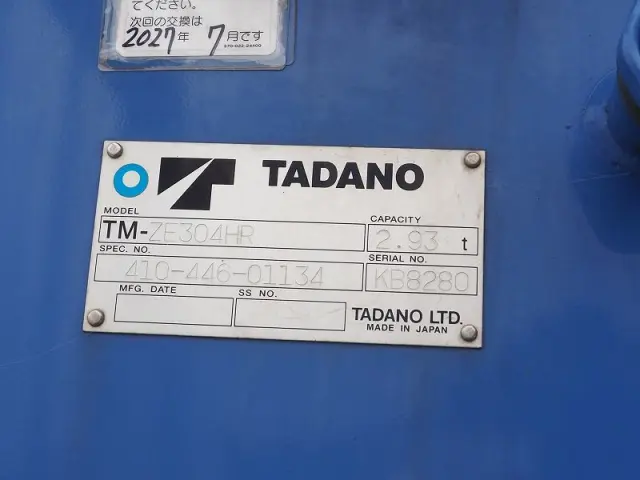 てください。
次回の交換は
2027年 7月です
TADANO
MODEL
CAPACITY
TM-ZE304HR
2.93 t
SPEC. NO.
SERIAL NO.
410-446-01134
KB8280
MFG. DATE
SS NO.
TADANO LTD.
MADE IN JAPAN